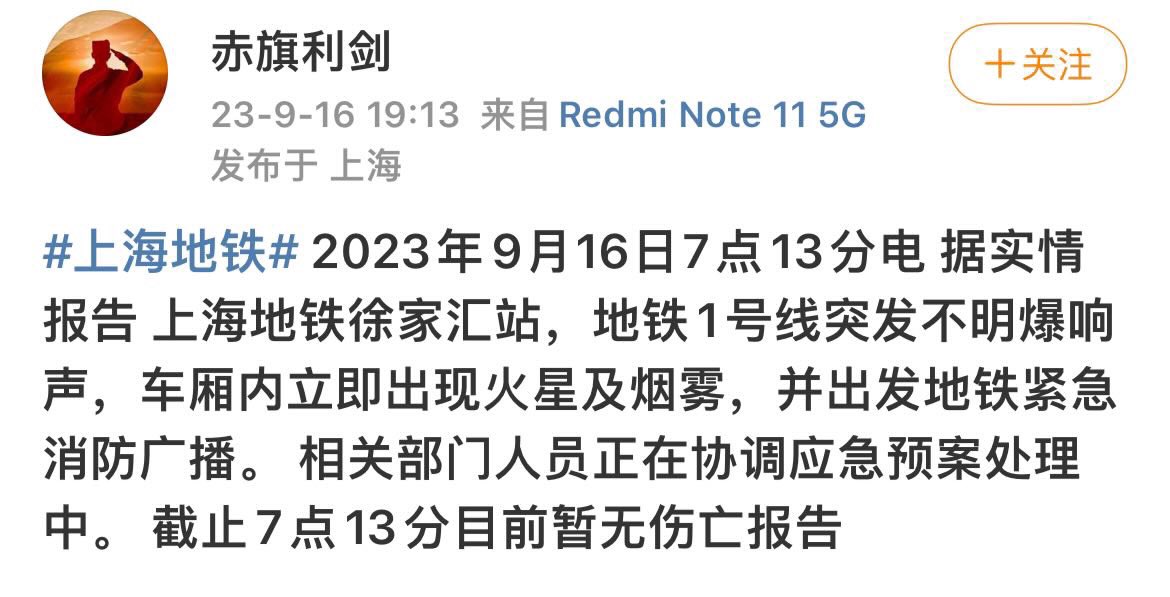 赤旗利剑
+关注
23-9-16 19:13 来自 Redmi Note 11 5G
发布于 上海
#上海地铁# 2023年9月16日7点13分电 据实情
报告 上海地铁徐家汇站，地铁1号线突发不明爆响
声，车厢内立即出现火星及烟雾，并出发地铁紧急
消防广播。 相关部门人员正在协调应急预案处理
中。 截止7点13分目前暂无伤亡报告